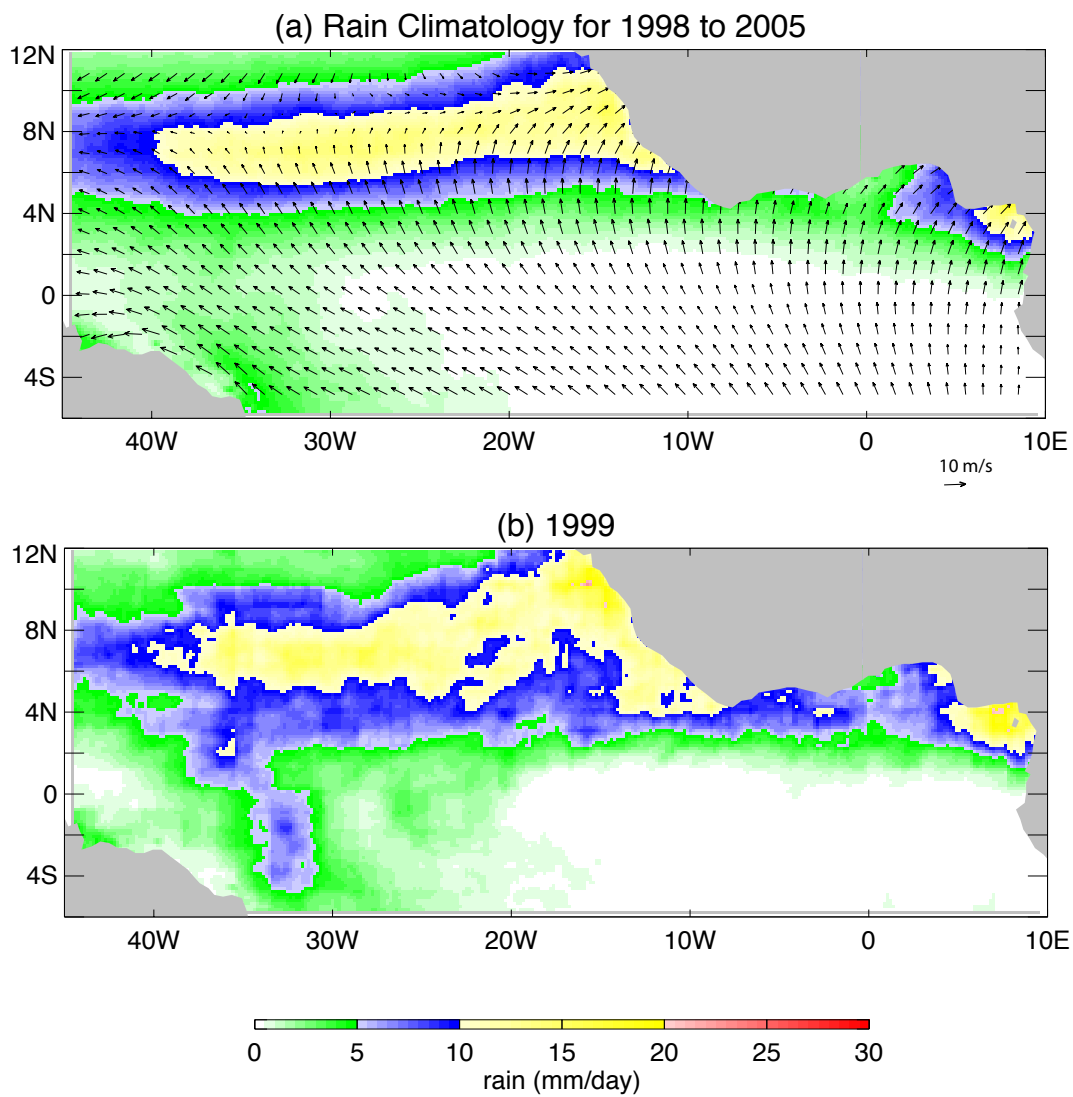 (a) Rain Climatology for 1998 to 2005
12N
8N
4N
0
4S
40W 30W 20W 10W 0 10E
10 m/s
(b) 1999
12N
8N
4N
0
4S
40W 30W 20W 10W 0 10E
0 5 10 15 20 25 30
rain (mm/day)